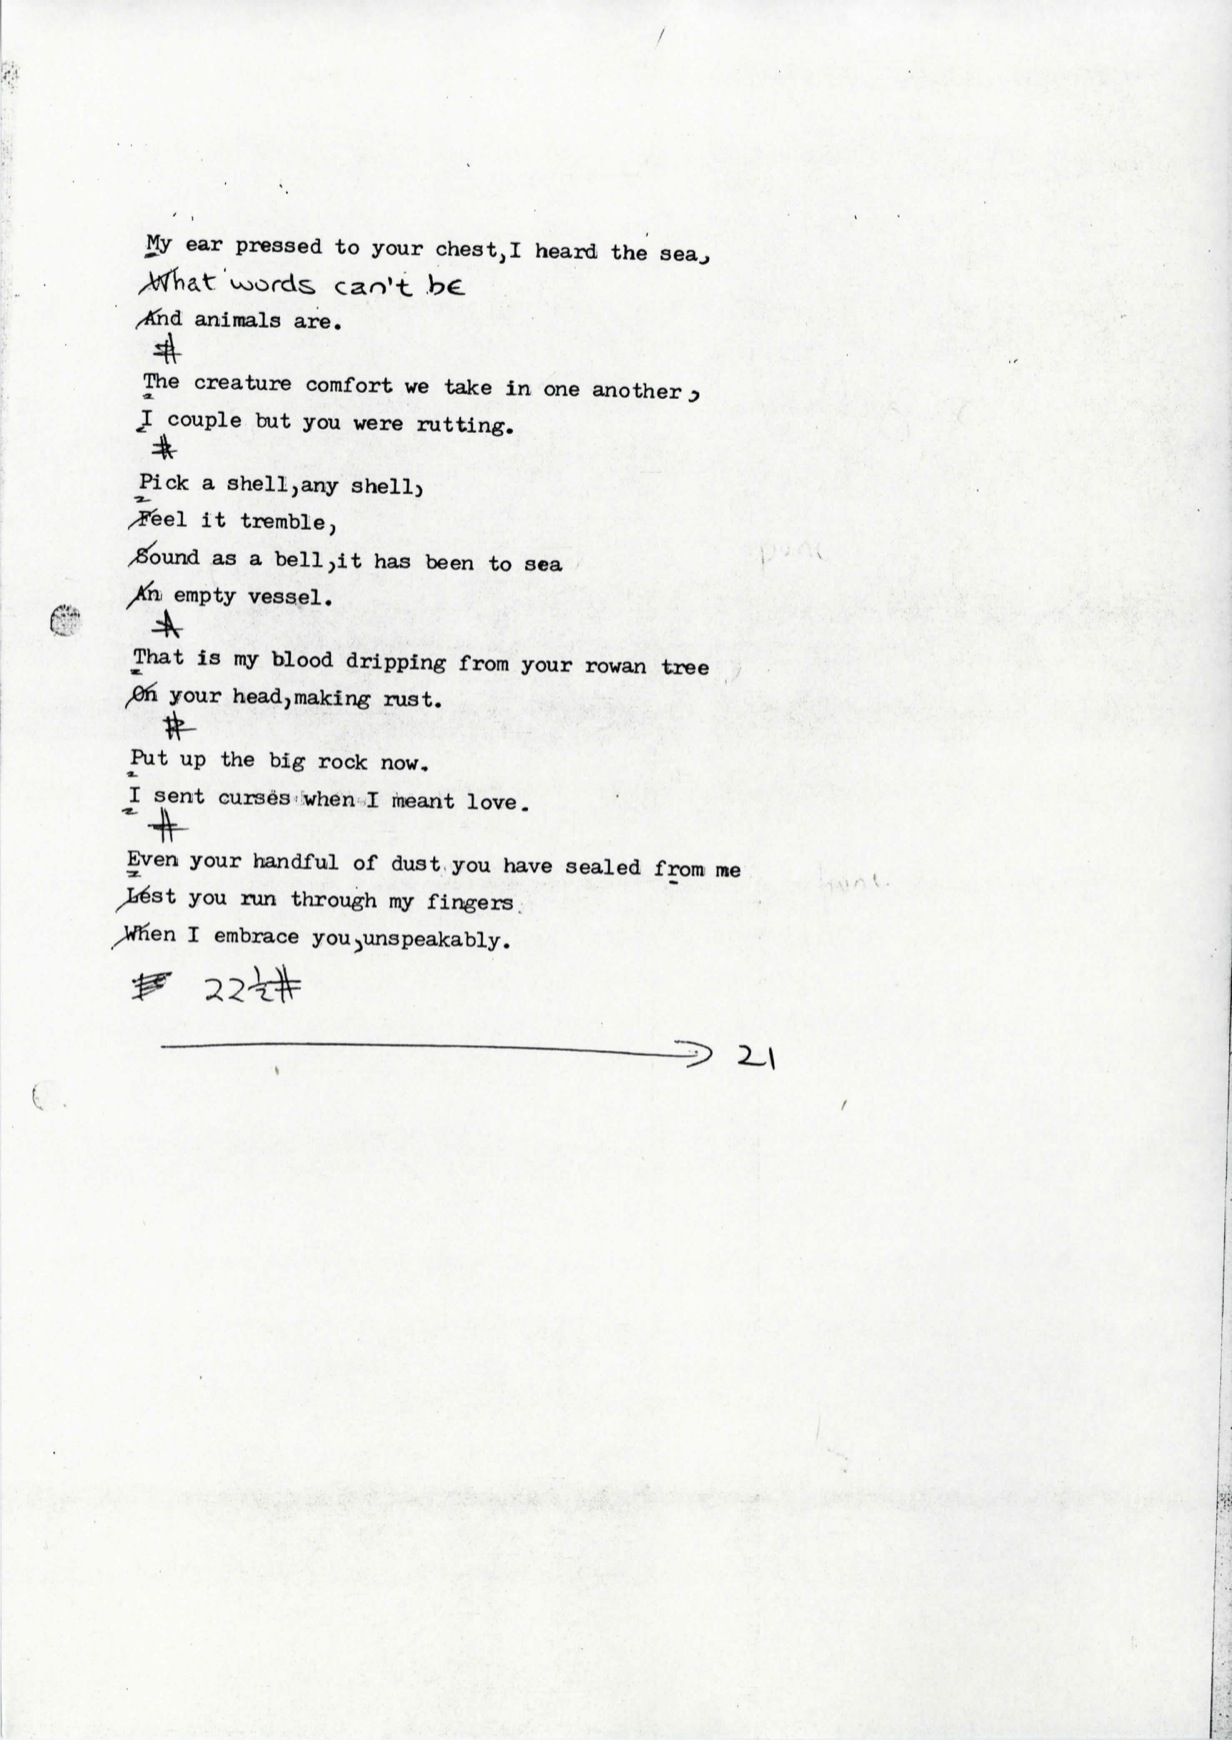 My ear pressed to your chest, I heard the sea,
What words can't be
And animals are.
#
The creature comfort we take in one another,
I couple but you were rutting.
#
Pick a shell, any shell,
Feel it tremble,
Sound as a bell, it has been to sea
An empty vessel.
#
That is my blood dripping from your rowan tree
On your head, making rust.
#
Put up the big rock now.
I sent curses when I meant love.
#
Even your handful of dust you have sealed from me
Lest you run through my fingers
When I embrace you, unspeakably.
22½#
21